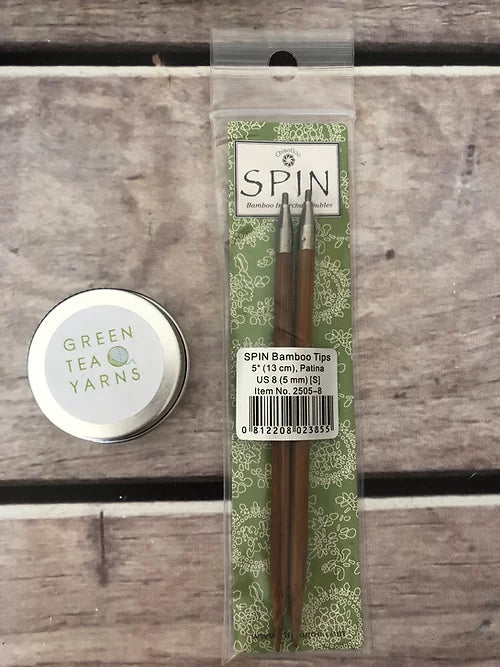 GREEN
TEA
YARNS
ChiaoGoo
SPIN
Bamboo Interchangeables
SPIN Bamboo Tips
5" (13 cm), Patina
US 8 (5 mm) [S]
Item No. 2505-8
0 812208 023855